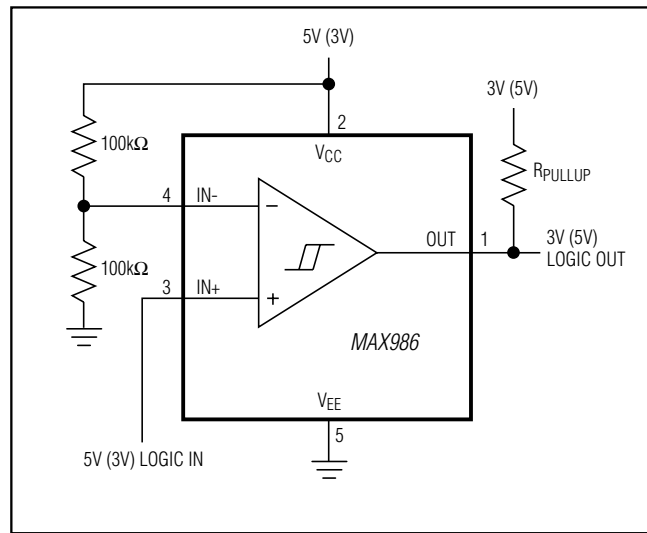 5V (3V)
3V (5V)
2
100kΩ
VCC
RPULLUP
4 IN-
−
OUT 1
3V (5V)
LOGIC OUT
100kΩ
3 IN+
+
MAX986
VEE
5
5V (3V) LOGIC IN